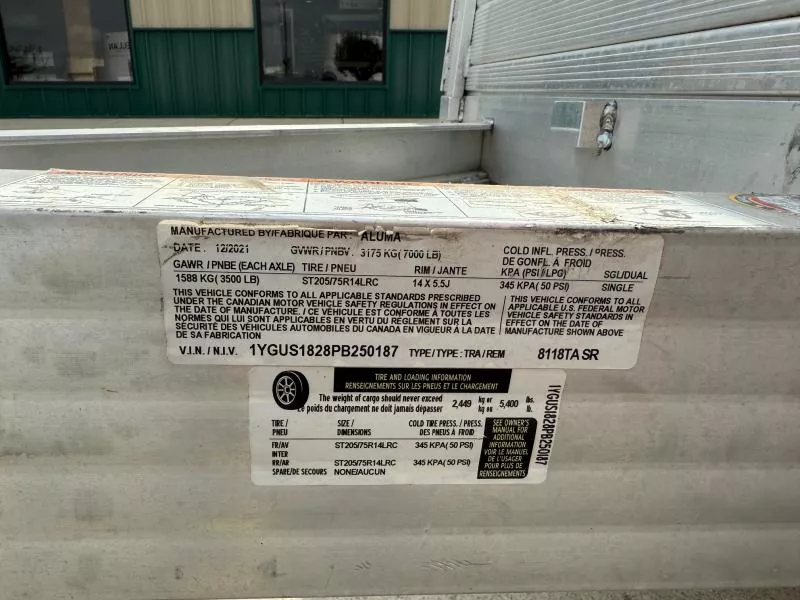 MANUFACTURED BY/FABRIQUE PAR: ALUMA
DATE. 12/2021 GVWR/PNBV. 3175 KG(7000 LB)
COLD INFL. PRESS./PRESS.
DE GONFL. À FROID
GAWR / PNBE (EACH AXLE) TIRE / PNEU RIM / JANTE KPA (PSI/LPC) SGL/DUAL
1588 KG(3500 LB) ST205/75R14LRC 14 X 5.5J 345 KPA(50 PSI) SINGLE
THIS VEHICLE CONFORMS TO ALL APPLICABLE STANDARDS PRESCRIBED
UNDER THE CANADIAN MOTOR VEHICLE SAFETY REGULATIONS IN EFFECT ON
THE DATE OF MANUFACTURE. / CE VÉHICULE EST CONFORME À TOUTES LES
NORMES QUI LUI SONT APPLICABLES EN VERTU DU RÈGLEMENT SUR LA
SÉCURITÉ DES VÉHICULES AUTOMOBILES DU CANADA EN VIGUEUR A LA DATE
DE SA FABRICATION
THIS VEHICLE CONFORMS TO ALL
APPLICABLE U.S. FEDERAL MOTOR
VEHICLE SAFETY STANDARDS IN
EFFECT ON THE DATE OF
MANUFACTURE SHOWN ABOVE
V.I.N. / N.I.V. 1YGUS1828PB250187 TYPE/TYPE: TRA/REM 8118TA SR
TIRE AND LOADING INFORMATION
RENSEIGNEMENTS SUR LES PNEUS ET LE CHARGEMENT
The weight of cargo should never exceed 2,449 kg or 5,400 lbs.
Le poids du chargement ne doit jamais dépasser kg ou lb.
TIRE / SIZE / COLD TIRE PRESS. / PRESS.
PNEU DIMENSIONS DES PNEUS À FROID
FR/AV ST205/75R14LRC 345 KPA(50 PSI)
INTER
RR/AR ST205/75R14LRC 345 KPA(50 PSI)
SPARE/DE SECOURS NONE/AUCUN
SEE OWNER'S
MANUAL FOR
ADDITIONAL
INFORMATION
VOIR LE MANUEL
DE L'USAGER
POUR PLUS DE
RENSEIGNEMENTS
1YGUS1828PB250187